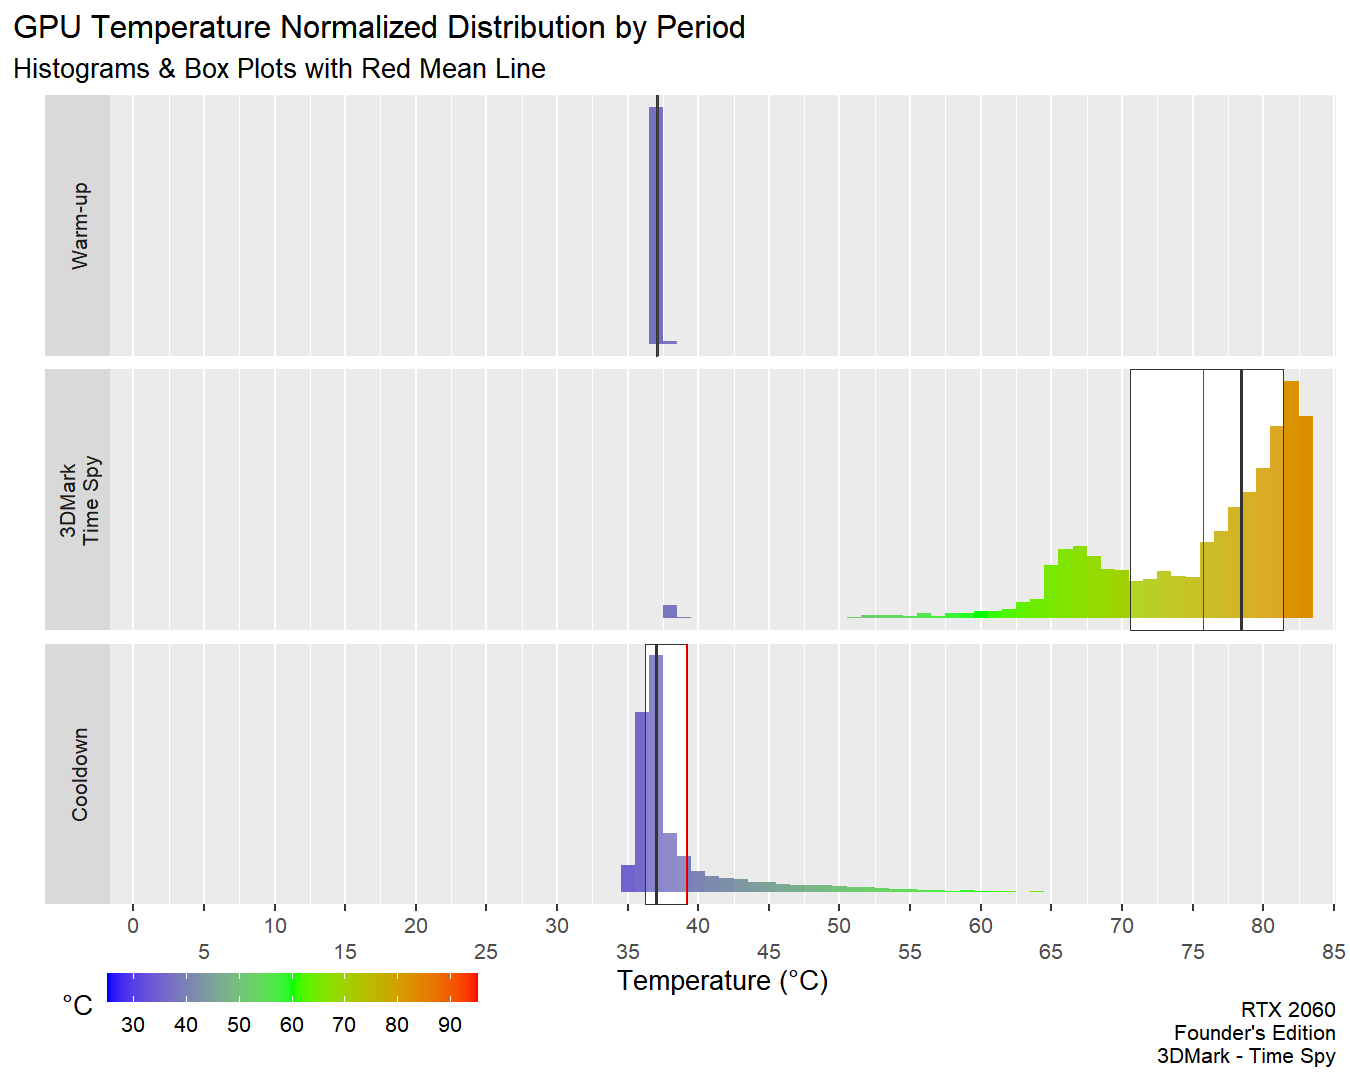 GPU Temperature Normalized Distribution by Period
Histograms & Box Plots with Red Mean Line
Warm-up
3DMark
Time Spy
Cooldown
0 10 20 30 40 50 60 70 80
5 15 25 35 45 55 65 75 85
Temperature (°C)
°C
30 40 50 60 70 80 90
RTX 2060
Founder's Edition
3DMark - Time Spy